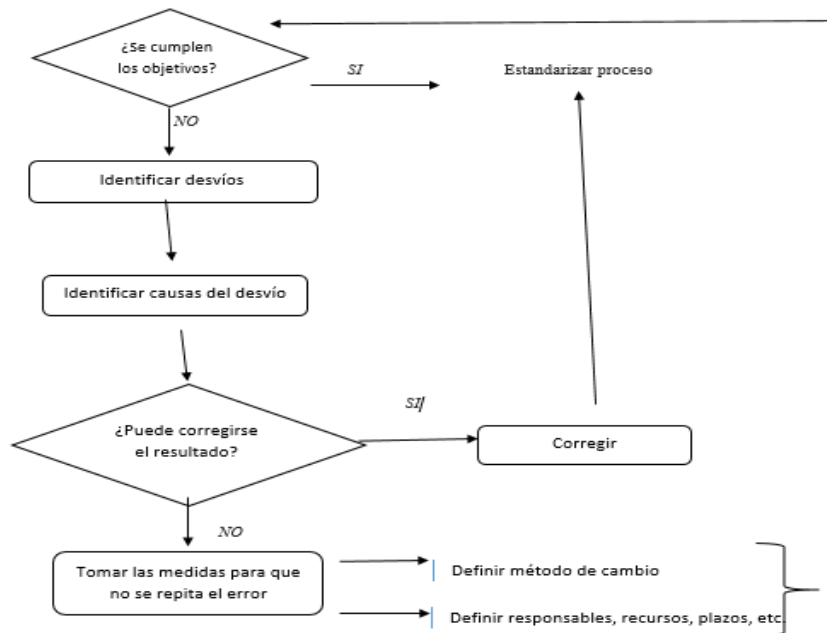 ¿Se cumplen
los objetivos?
SI
Estandarizar proceso
NO
Identificar desvíos
Identificar causas del desvío
¿Puede corregirse
el resultado?
SI
Corregir
NO
Tomar las medidas para que
no se repita el error
Definir método de cambio
Definir responsables, recursos, plazos, etc.